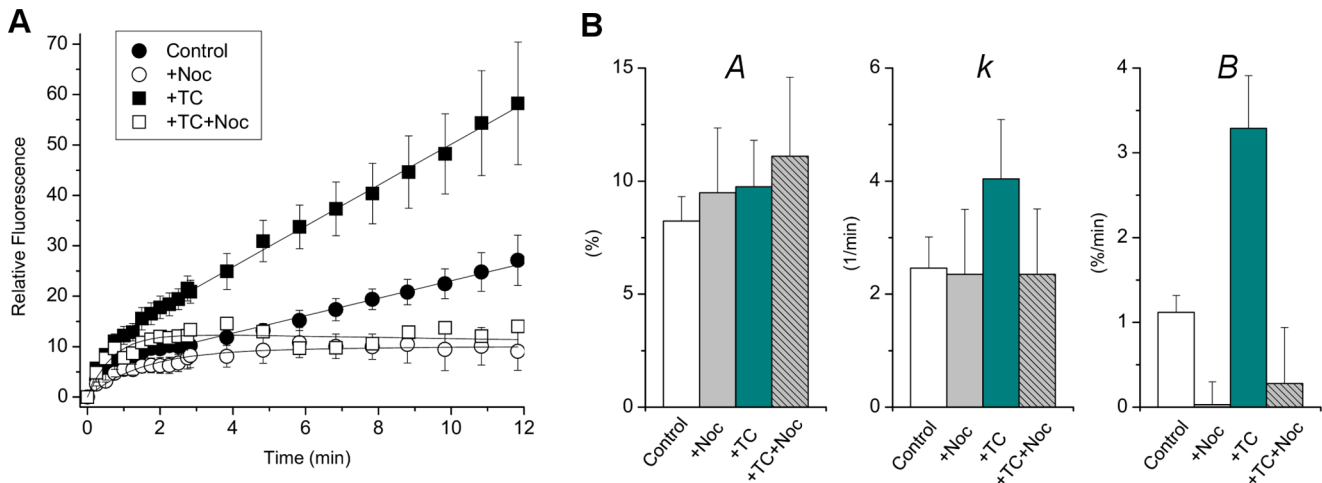 A
Relative Fluorescence
70
60
50
40
30
20
10
0
Control
+Noc
+TC
+TC+Noc
0
2
4
6
8
10
12
Time (min)
B
A
(%)
15
10
5
0
Control
+Noc
+TC
+TC+Noc
k
(1/min)
6
4
2
0
Control
+Noc
+TC
+TC+Noc
B
(%/min)
4
3
2
1
0
Control
+Noc
+TC
+TC+Noc